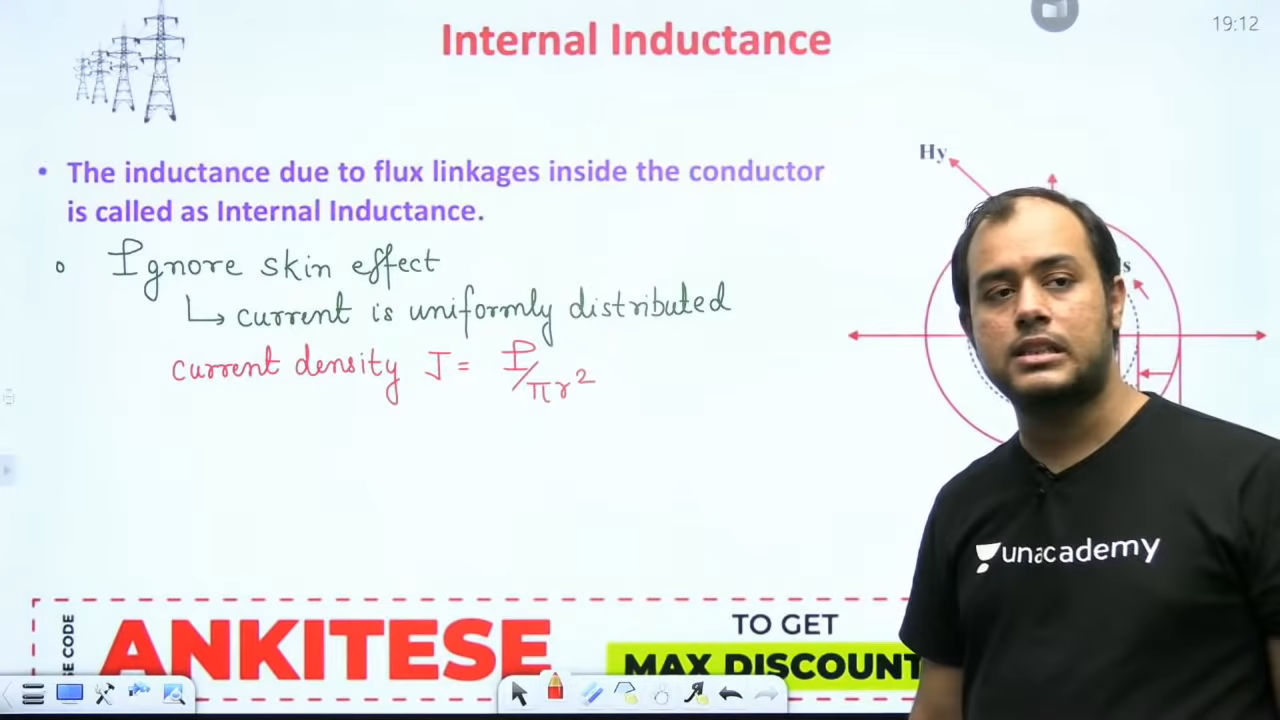 Internal Inductance
19:12
• The inductance due to flux linkages inside the conductor
is called as Internal Inductance.
Ignore skin effect
↳ current is uniformly distributed
current density J = I/πr²
Hy
unacademy
CODE
ANKITESE
TO GET
MAX DISCOUNT